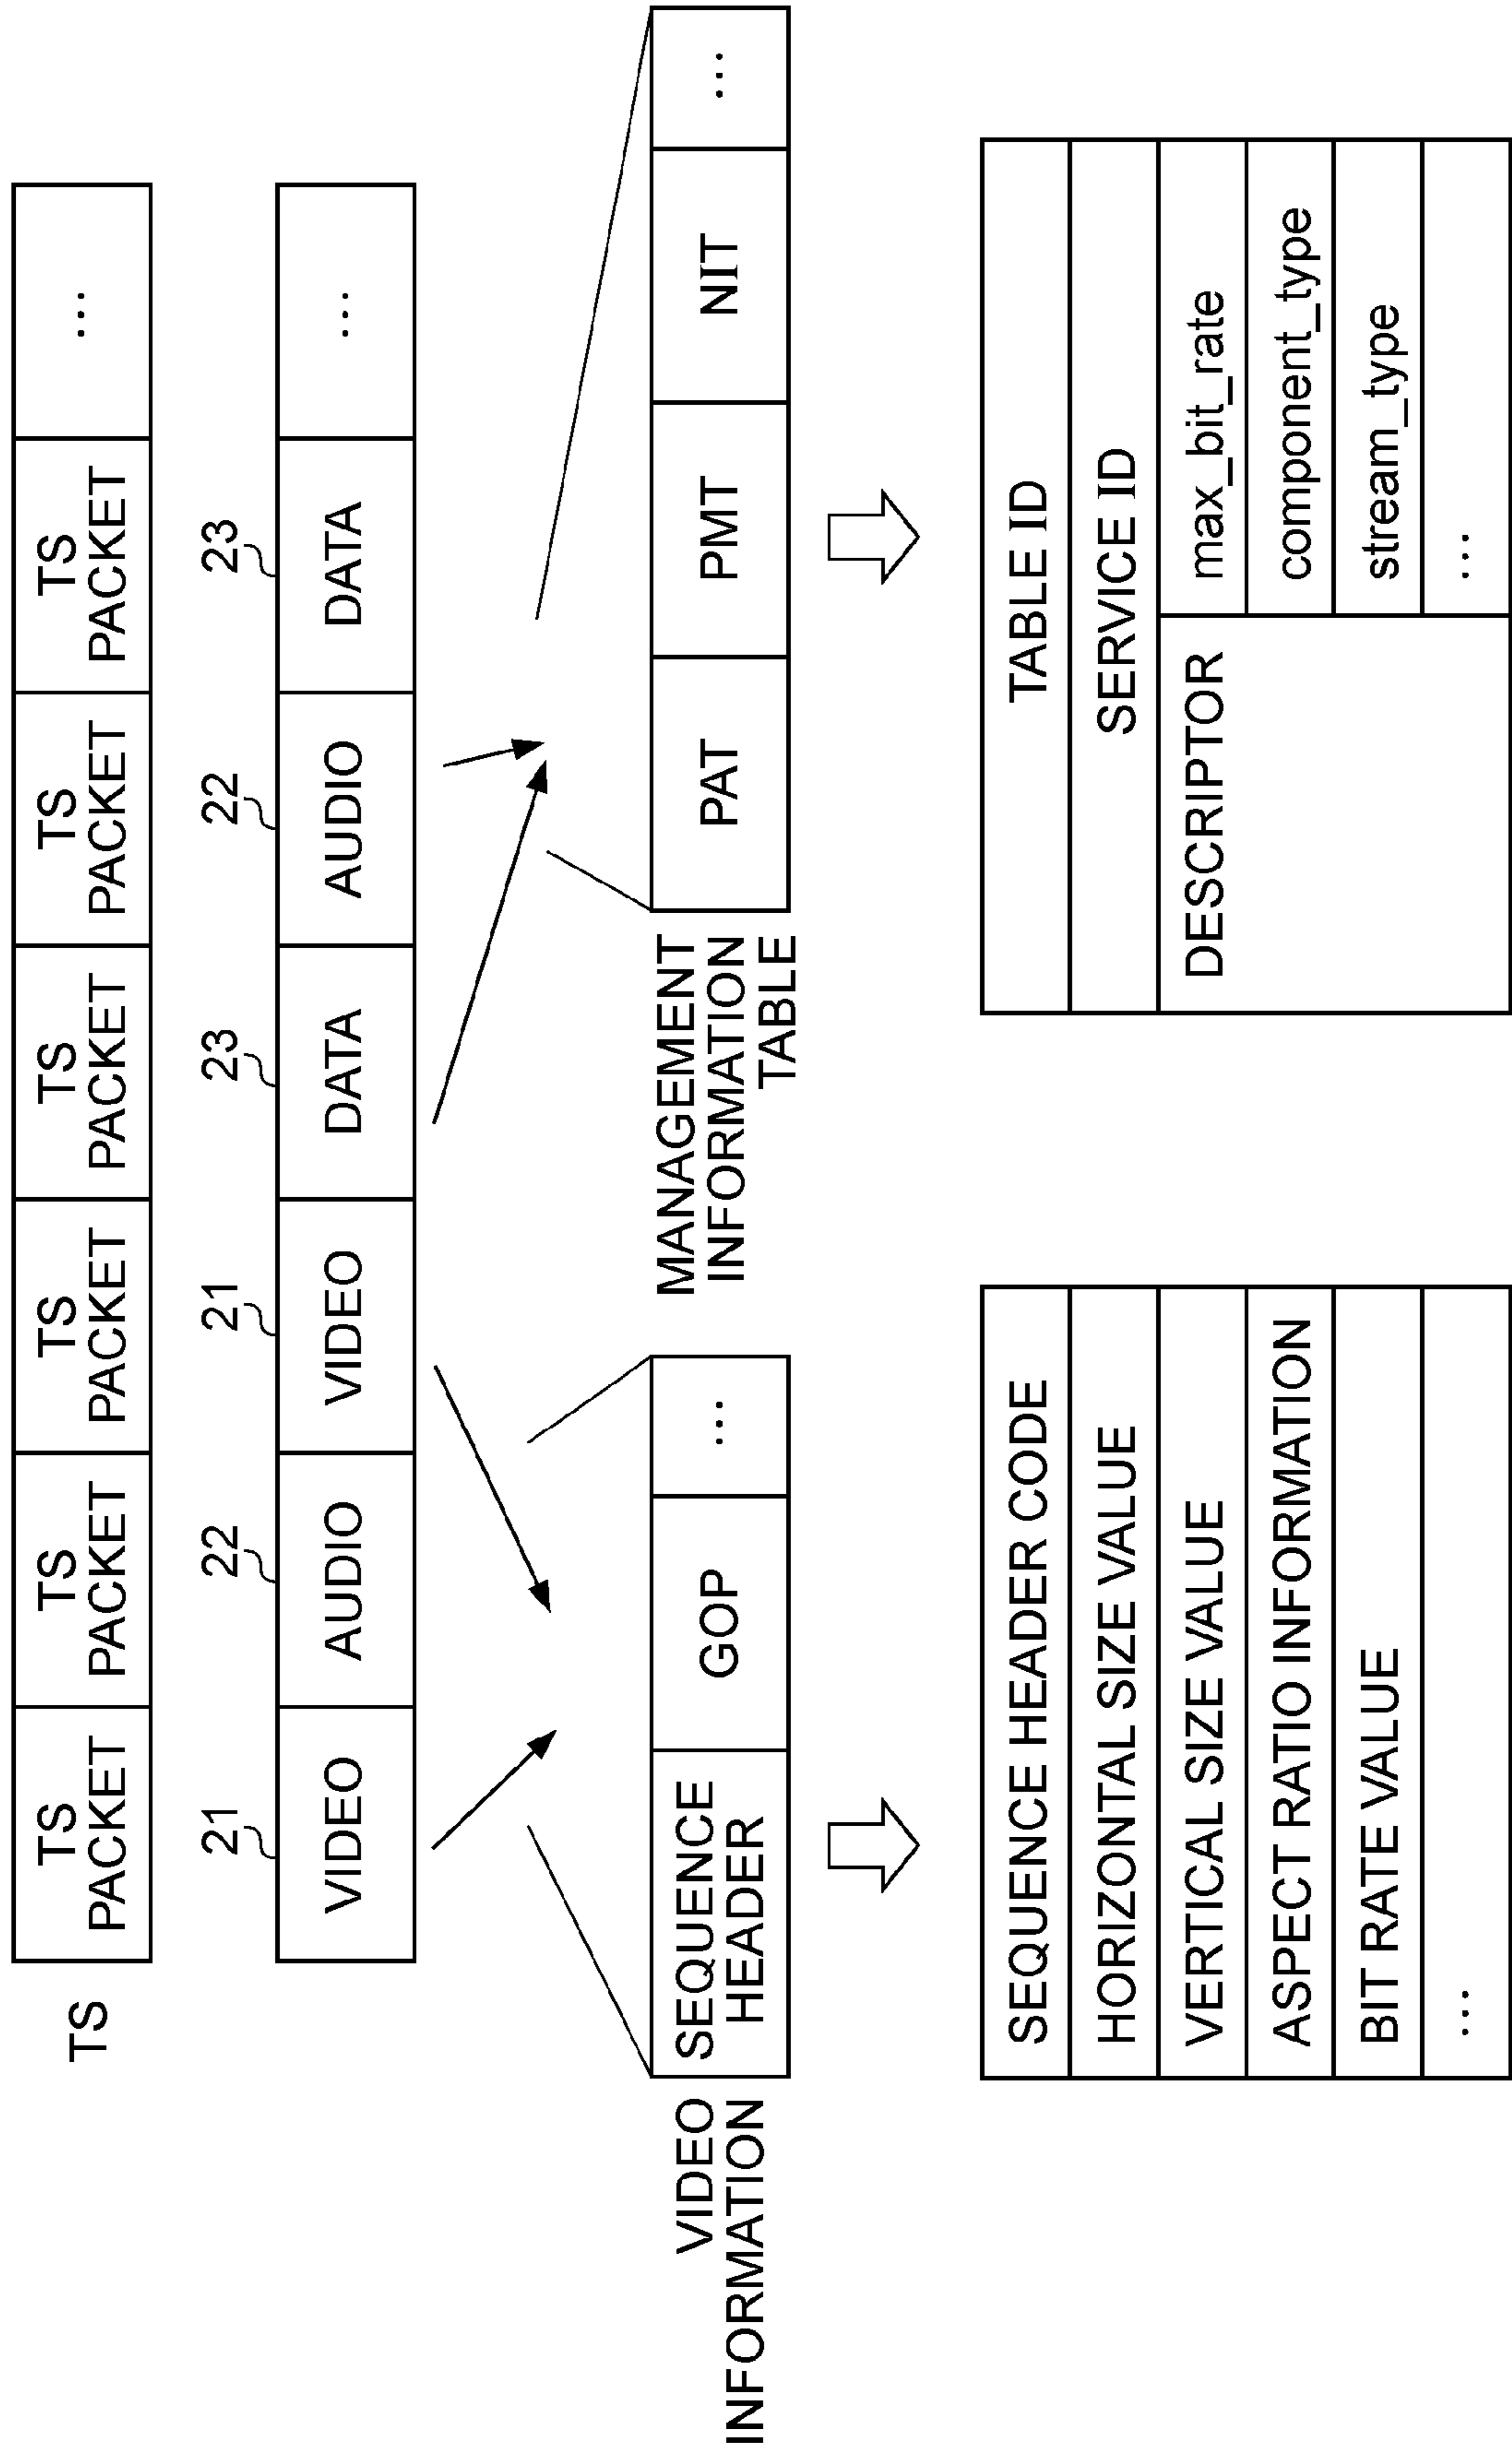 TS
TS
PACKET
TS
PACKET
TS
PACKET
TS
PACKET
TS
PACKET
TS
PACKET
...
21
22
21
23
22
23
VIDEO
AUDIO
VIDEO
DATA
AUDIO
DATA
...
VIDEO
INFORMATION
SEQUENCE
HEADER
GOP
...
MANAGEMENT
INFORMATION
TABLE
PAT
PMT
NIT
...
SEQUENCE HEADER CODE
HORIZONTAL SIZE VALUE
VERTICAL SIZE VALUE
ASPECT RATIO INFORMATION
BIT RATE VALUE
...
TABLE ID
SERVICE ID
DESCRIPTOR
max_bit_rate
component_type
stream_type
...